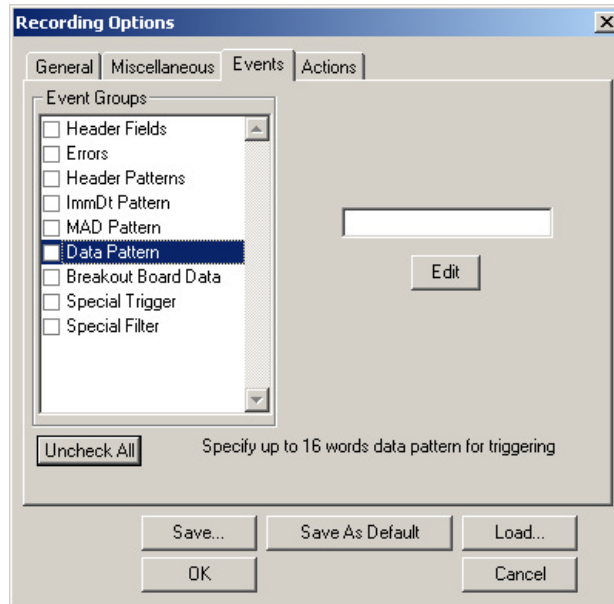 Recording Options
General Miscellaneous Events Actions
Event Groups
Header Fields
Errors
Header Patterns
ImmDt Pattern
MAD Pattern
Data Pattern
Breakout Board Data
Special Trigger
Special Filter
Edit
Uncheck All
Specify up to 16 words data pattern for triggering
Save... Save As Default Load...
OK Cancel